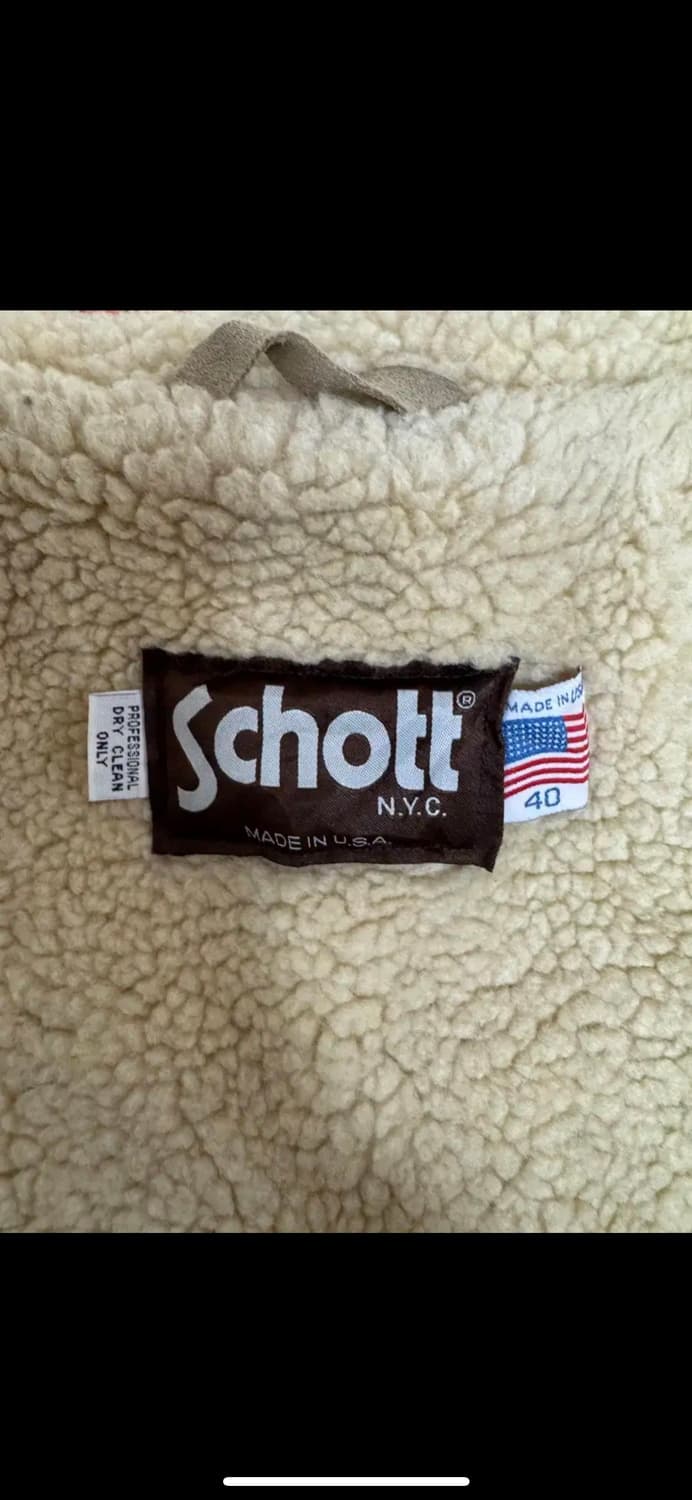 PROFESSIONAL
DRY CLEAN
ONLY
Schott®
N.Y.C.
MADE IN U.S.A.
MADE IN USA
40